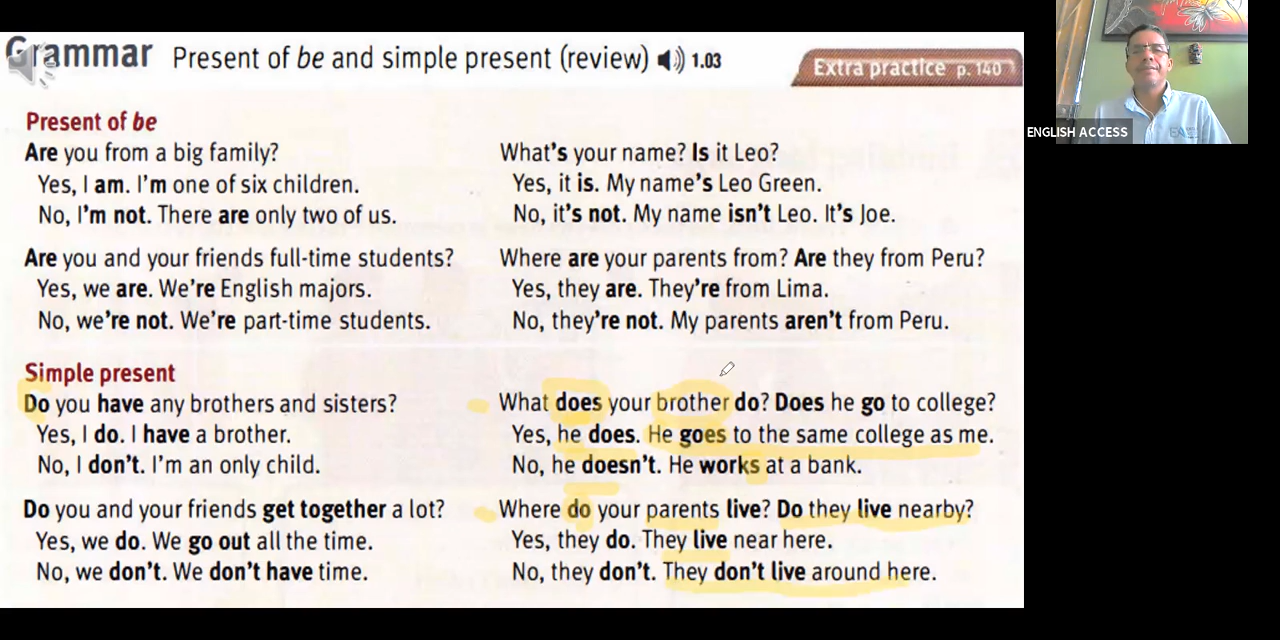 Grammar Present of be and simple present (review) 1.03
Extra practice p. 140
Present of be
Are you from a big family?
Yes, I am. I'm one of six children.
No, I'm not. There are only two of us.
What's your name? Is it Leo?
Yes, it is. My name's Leo Green.
No, it's not. My name isn't Leo. It's Joe.
Are you and your friends full-time students?
Yes, we are. We're English majors.
No, we're not. We're part-time students.
Where are your parents from? Are they from Peru?
Yes, they are. They're from Lima.
No, they're not. My parents aren't from Peru.
Simple present
Do you have any brothers and sisters?
Yes, I do. I have a brother.
No, I don't. I'm an only child.
What does your brother do? Does he go to college?
Yes, he does. He goes to the same college as me.
No, he doesn't. He works at a bank.
Do you and your friends get together a lot?
Yes, we do. We go out all the time.
No, we don't. We don't have time.
Where do your parents live? Do they live nearby?
Yes, they do. They live near here.
No, they don't. They don't live around here.
ENGLISH ACCESS